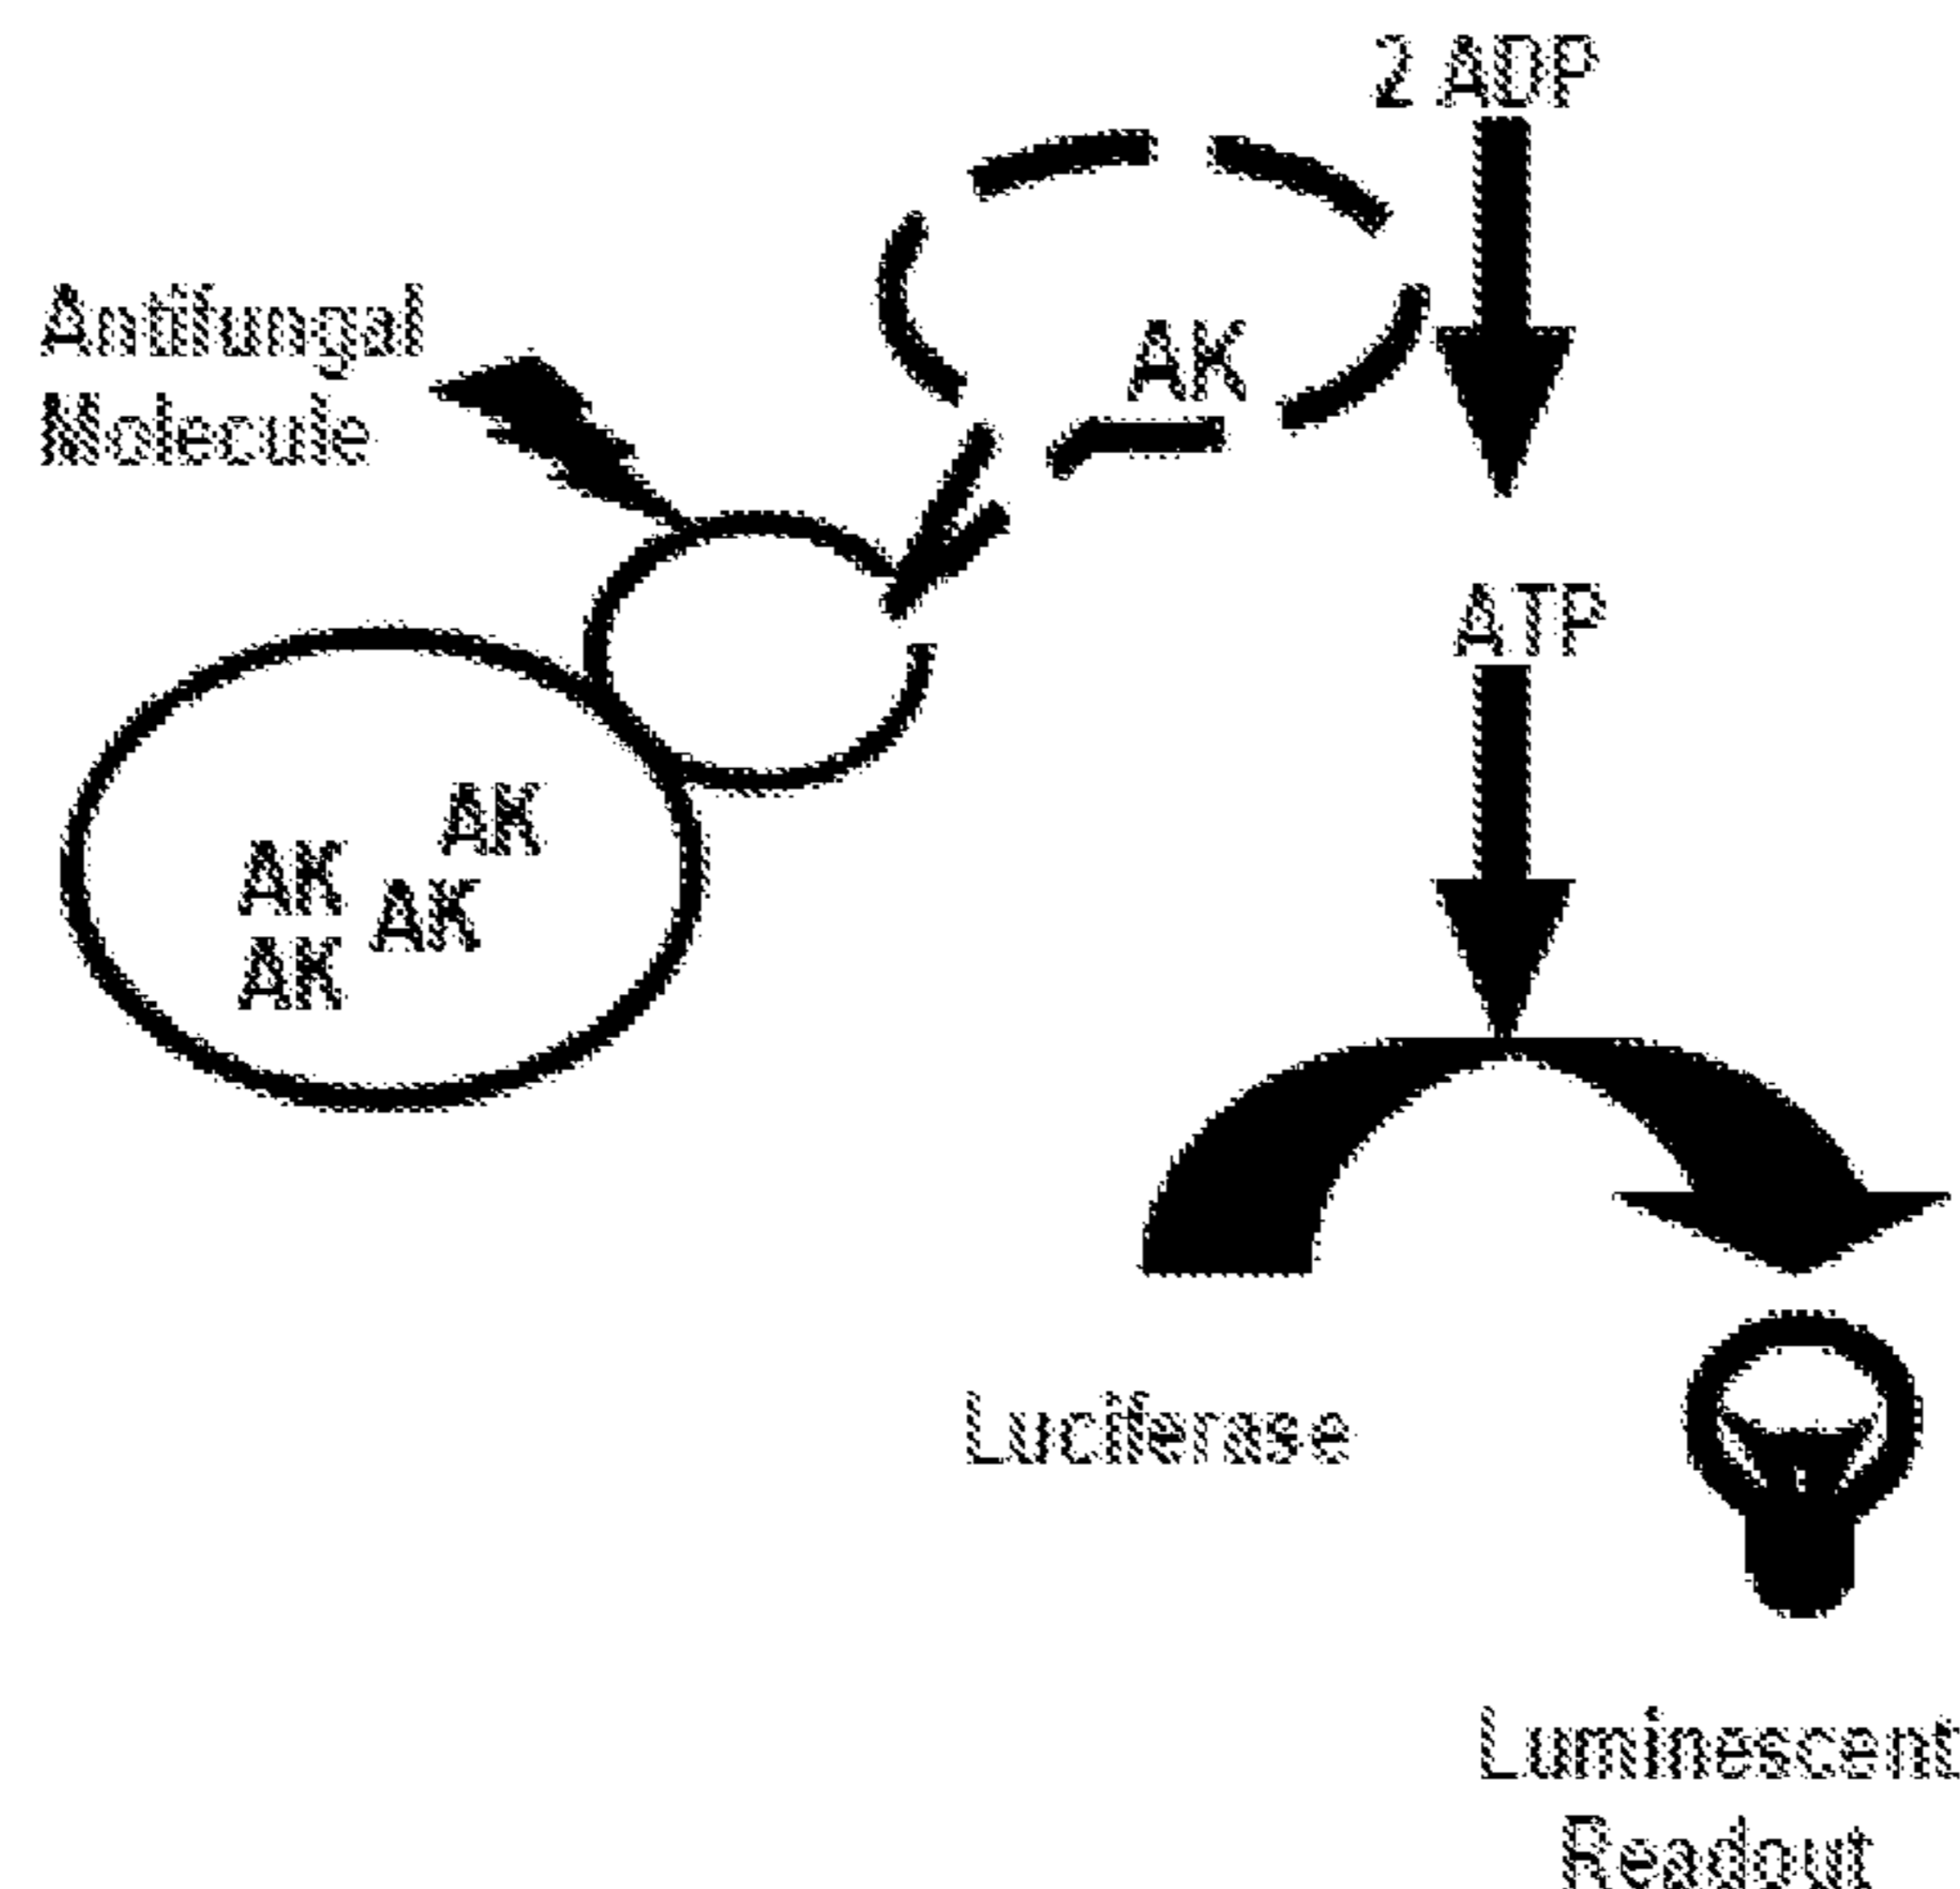 2 ADP
Antifungal
Molecule
AK
ATP
AK
AK
AK
AK
Luciferase
Luminescent
Readout